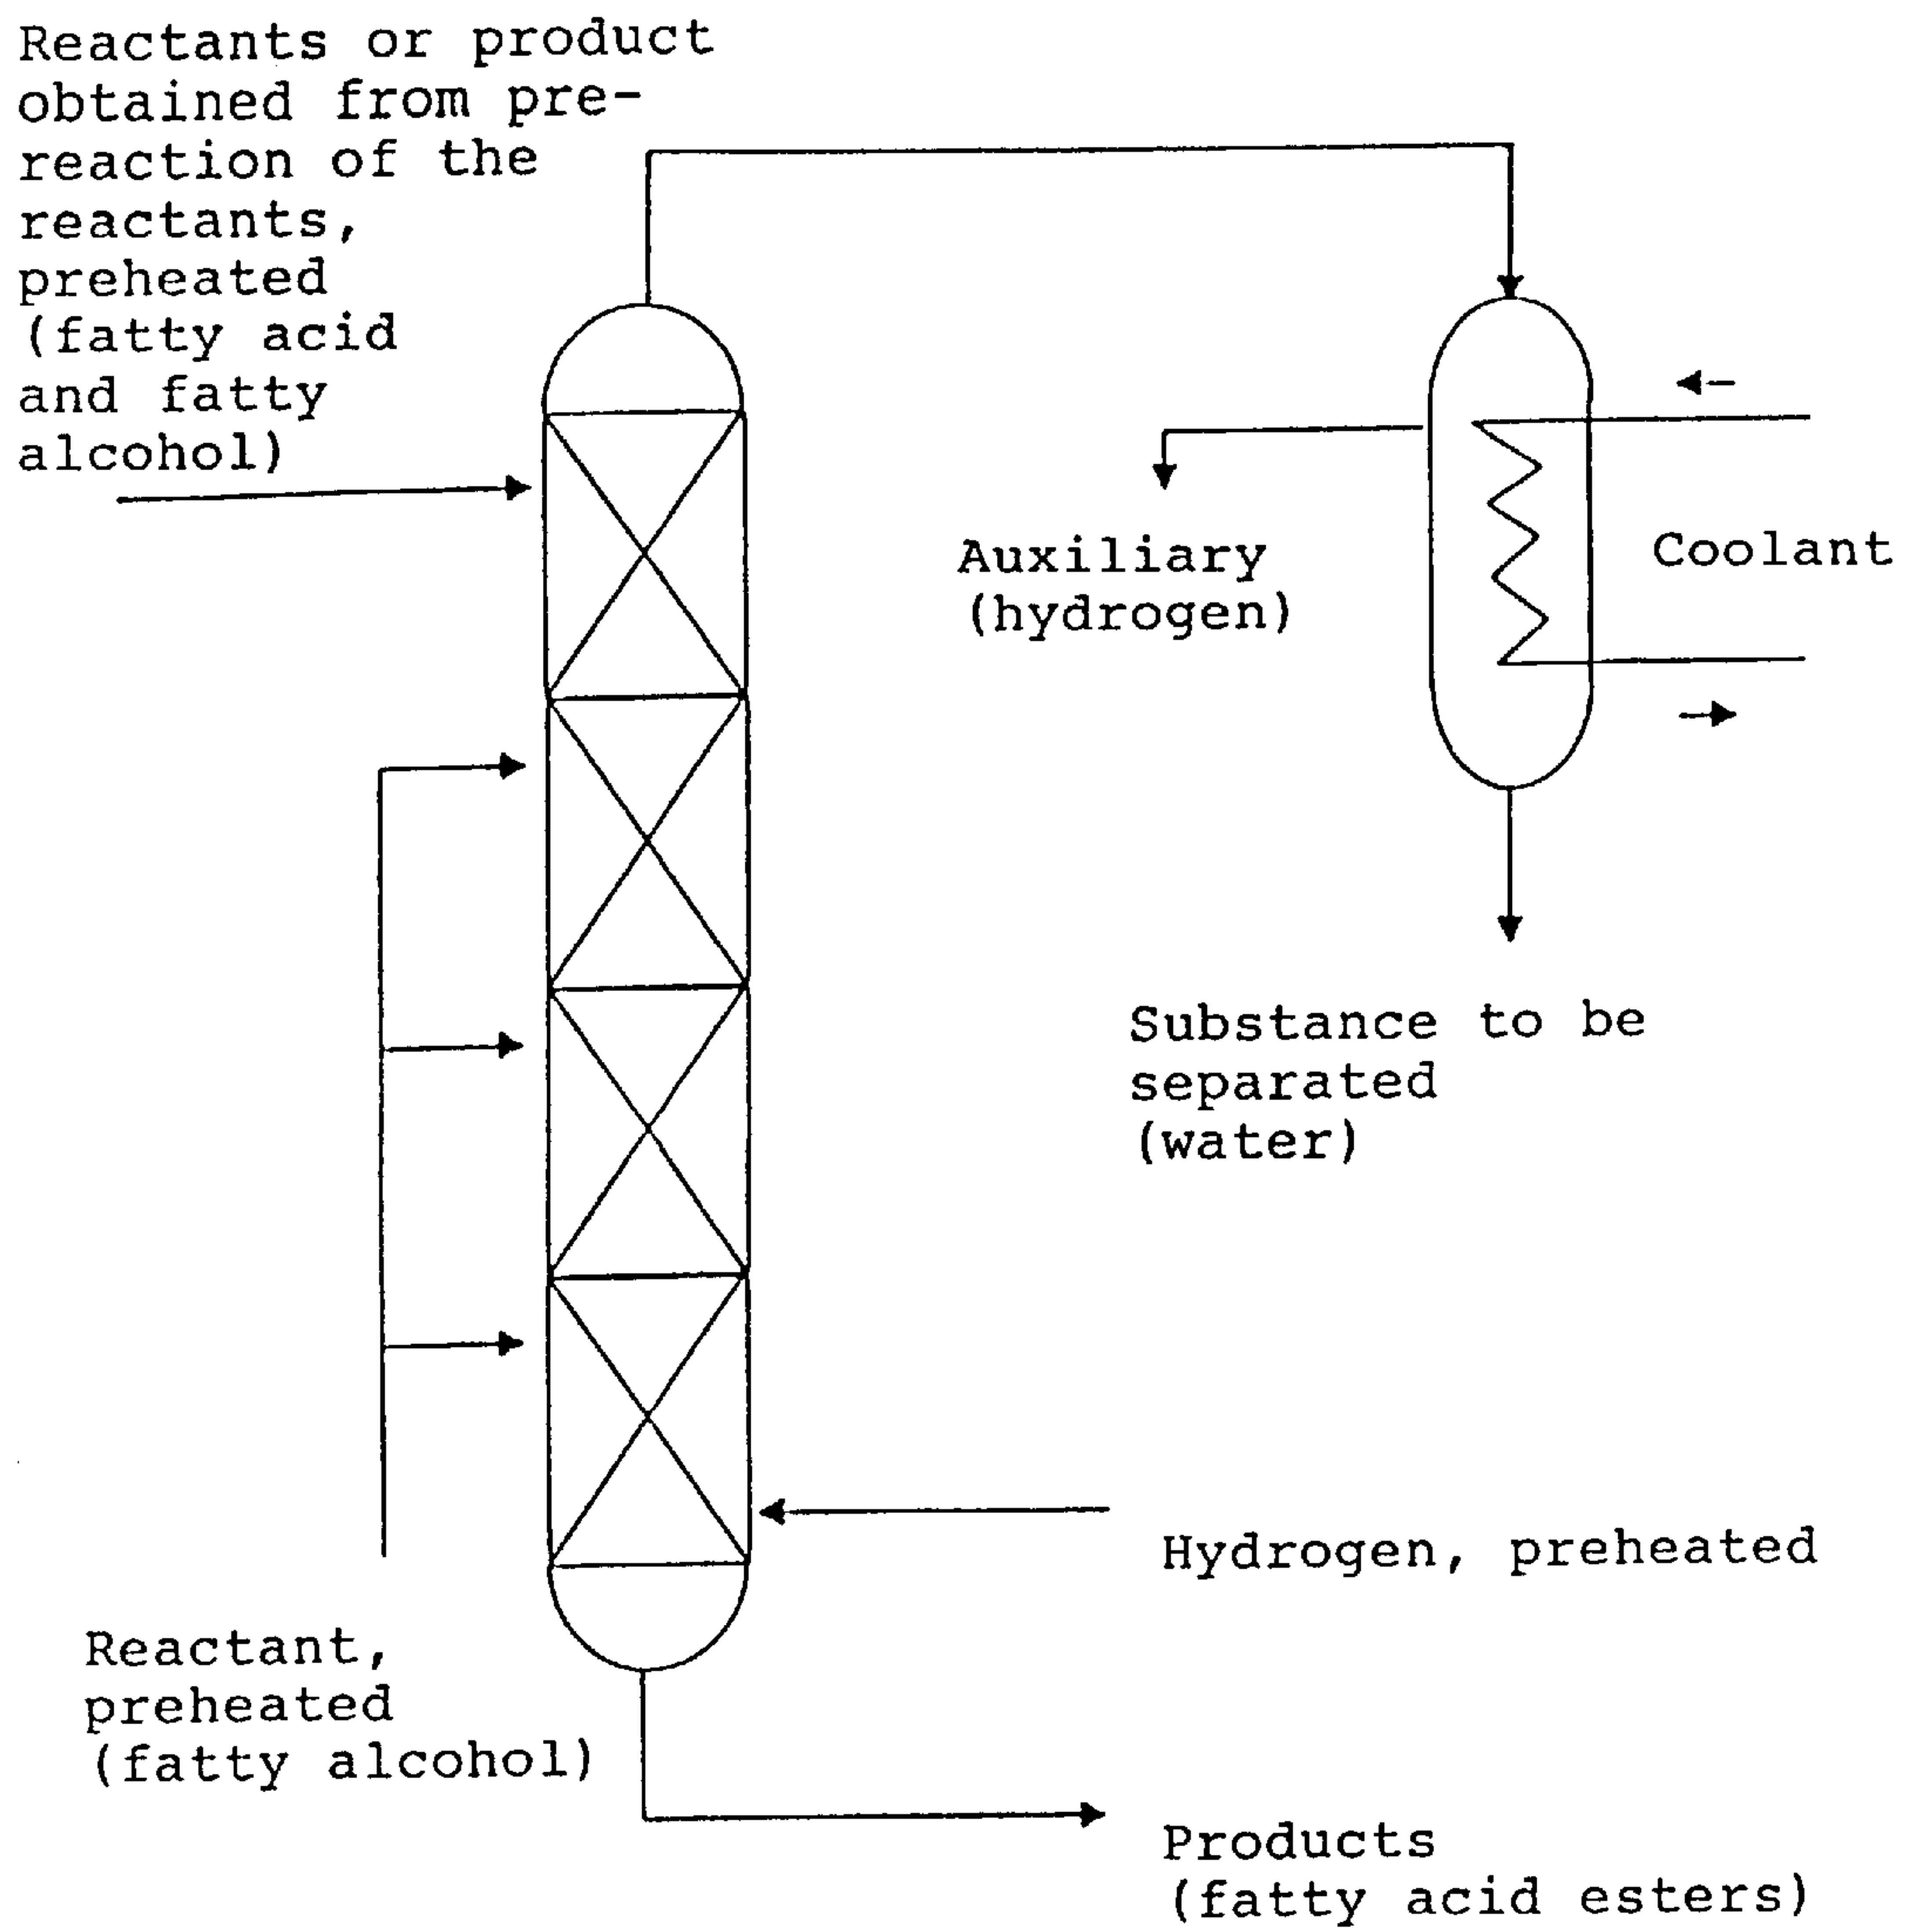 Reactants or product
obtained from pre-
reaction of the
reactants,
preheated
(fatty acid
and fatty
alcohol)
Auxiliary
(hydrogen)
Coolant
Substance to be
separated
(water)
Hydrogen, preheated
Reactant,
preheated
(fatty alcohol)
Products
(fatty acid esters)